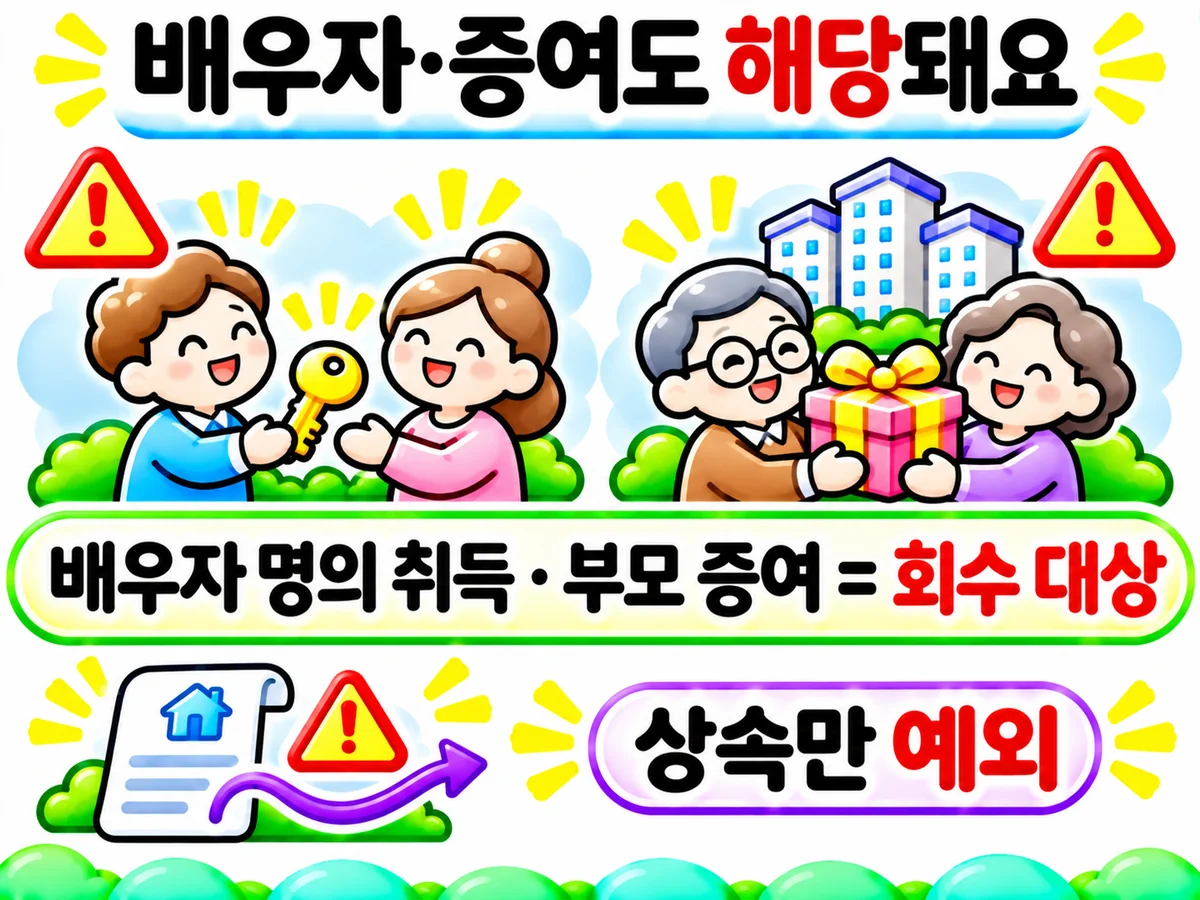 배우자·증여도 해당돼요
배우자 명의 취득 · 부모 증여 = 회수 대상
상속만 예외